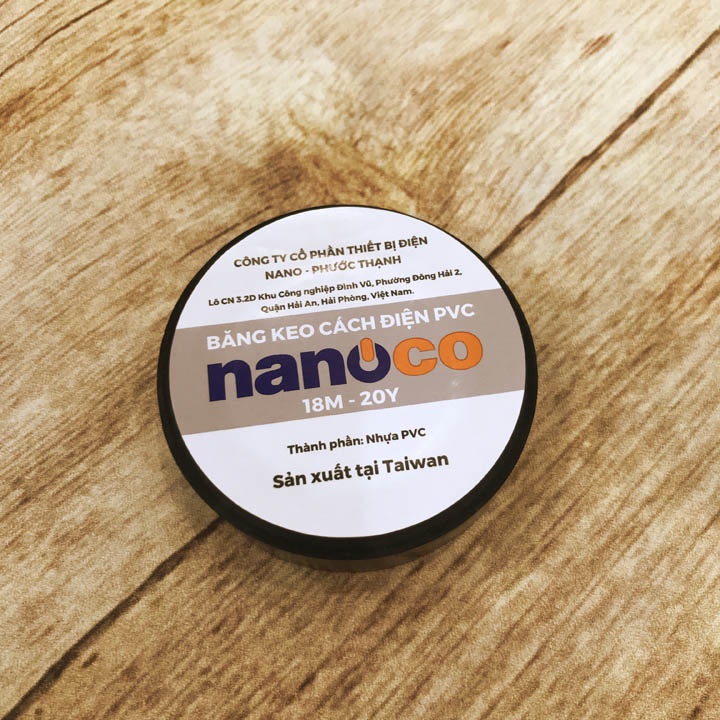 CÔNG TY CỔ PHẦN THIẾT BỊ ĐIỆN
NANO - PHƯỚC THẠNH
Lô CN 3.2D Khu Công nghiệp Đình Vũ, Phường Đông Hải 2,
Quận Hải An, Hải Phòng, Việt Nam.
BĂNG KEO CÁCH ĐIỆN PVC
nanoco
18M - 20Y
Thành phần: Nhựa PVC
Sản xuất tại Taiwan